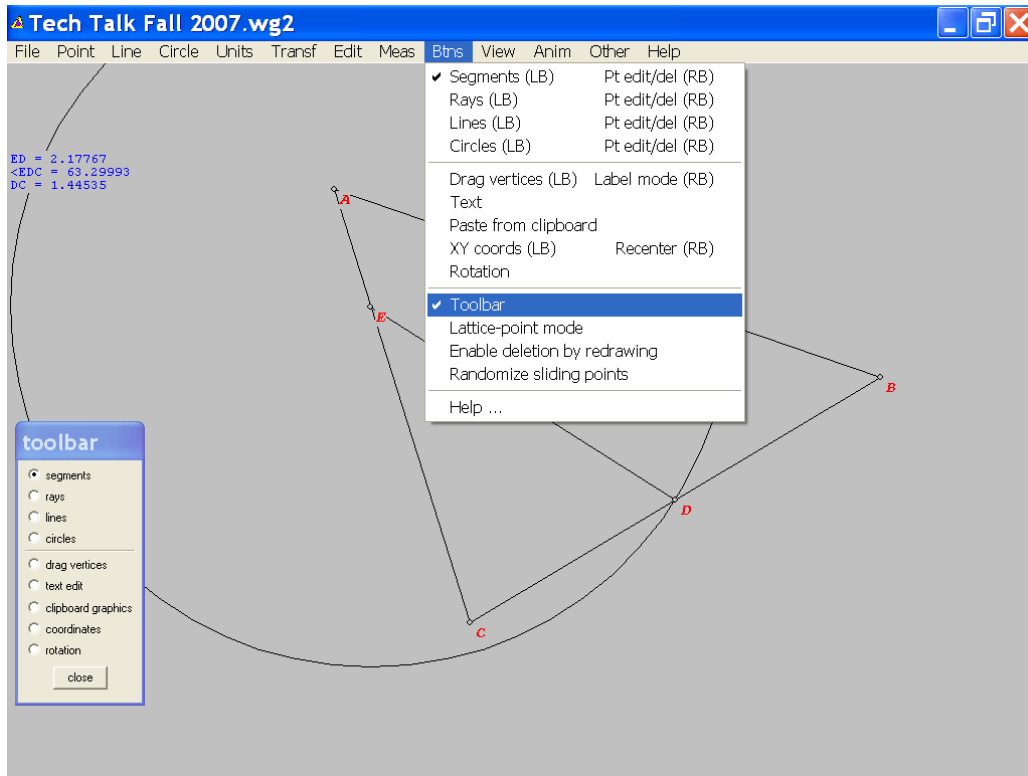 Tech Talk Fall 2007.wg2
File Point Line Circle Units Transf Edit Meas Btns View Anim Other Help
Segments (LB) Pt edit/del (RB)
Rays (LB) Pt edit/del (RB)
Lines (LB) Pt edit/del (RB)
Circles (LB) Pt edit/del (RB)
Drag vertices (LB) Label mode (RB)
Text
Paste from clipboard
XY coords (LB) Recenter (RB)
Rotation
Toolbar
Lattice-point mode
Enable deletion by redrawing
Randomize sliding points
Help ...
ED = 2.17767
<EDC = 63.29993
DC = 1.44535
A
E
B
D
C
toolbar
segments
rays
lines
circles
drag vertices
text edit
clipboard graphics
coordinates
rotation
close